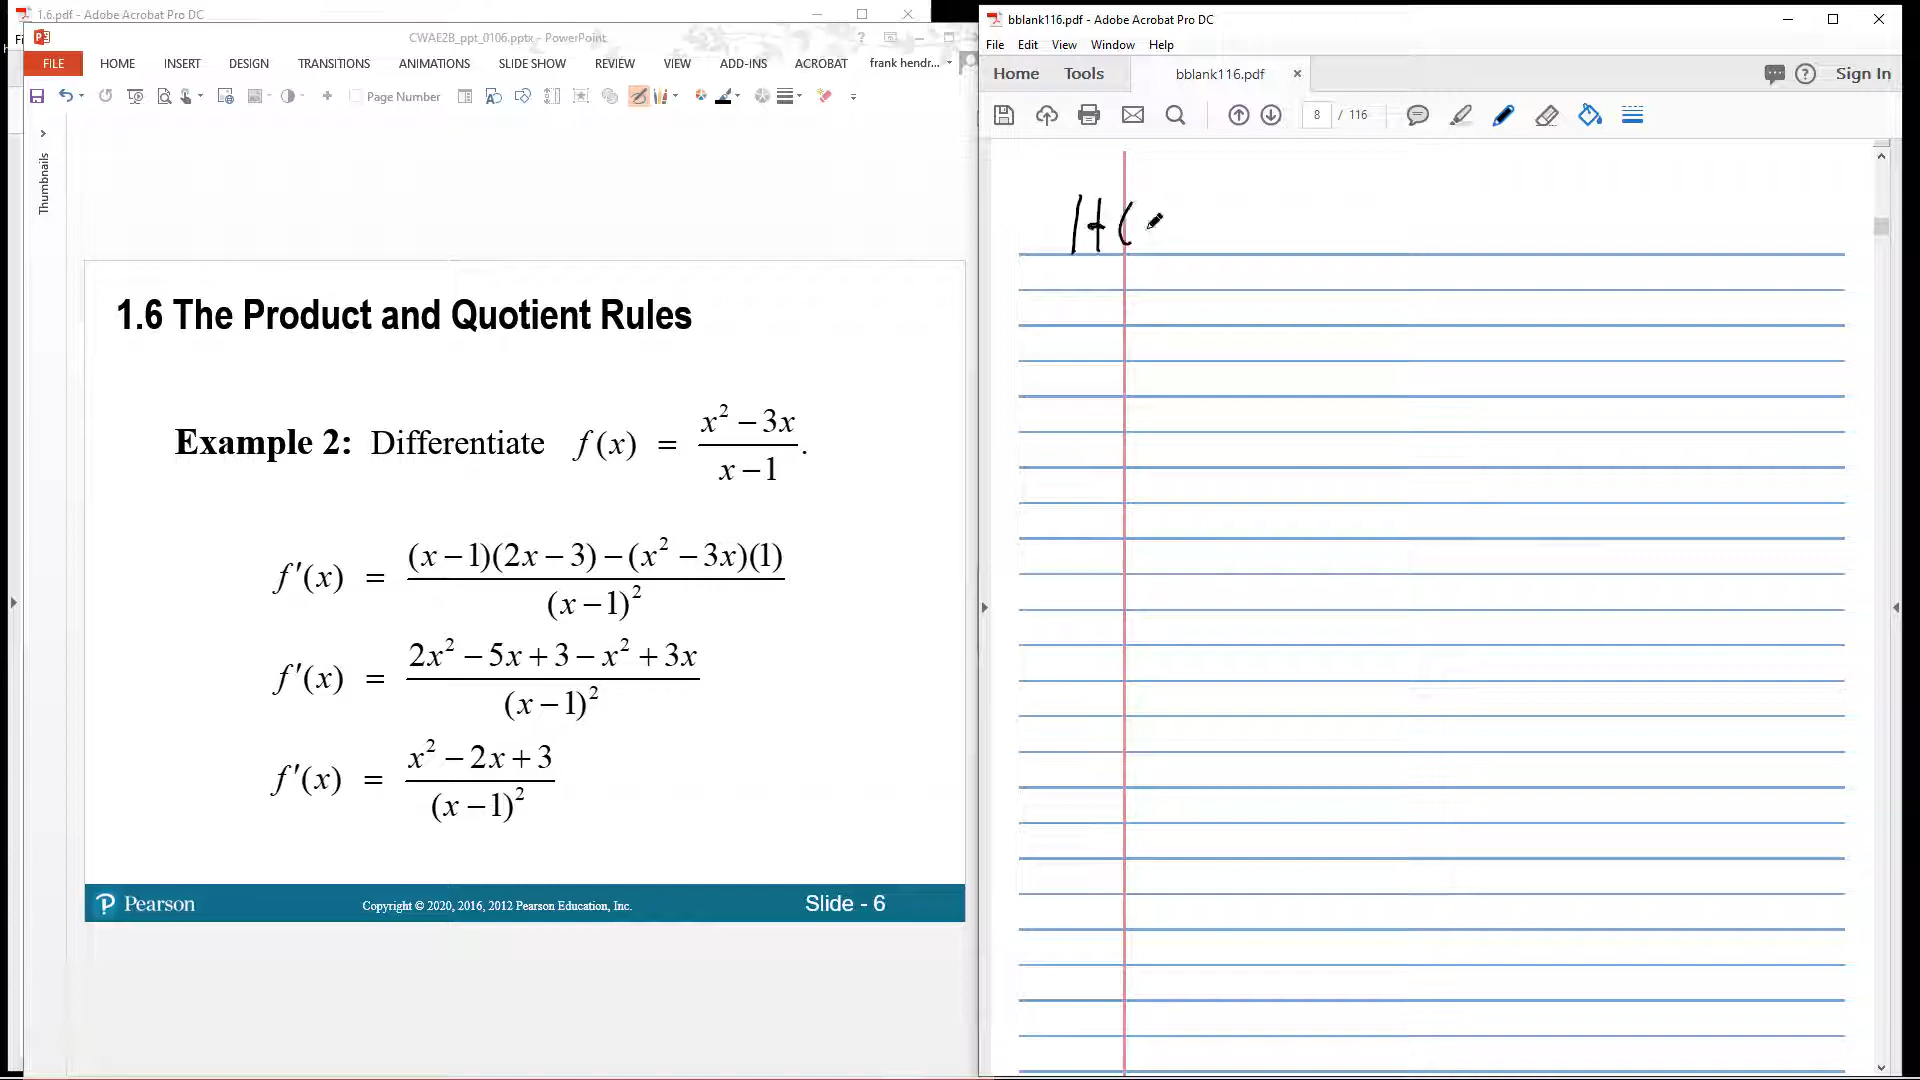 1.6.pdf - Adobe Acrobat Pro DC
CWAE2B_ppt_0106.pptx - PowerPoint
FILE HOME INSERT DESIGN TRANSITIONS ANIMATIONS SLIDE SHOW REVIEW VIEW ADD-INS ACROBAT frank hendr...
Page Number
Thumbnails
1.6 The Product and Quotient Rules
Example 2: Differentiate f(x) = (x² − 3x)/(x − 1).
f′(x) = ((x − 1)(2x − 3) − (x² − 3x)(1))/(x − 1)²
f′(x) = (2x² − 5x + 3 − x² + 3x)/(x − 1)²
f′(x) = (x² − 2x + 3)/(x − 1)²
Pearson
Copyright © 2020, 2016, 2012 Pearson Education, Inc.
Slide - 6
bblank116.pdf - Adobe Acrobat Pro DC
File Edit View Window Help
Home Tools bblank116.pdf × Sign In
8 / 116
H(